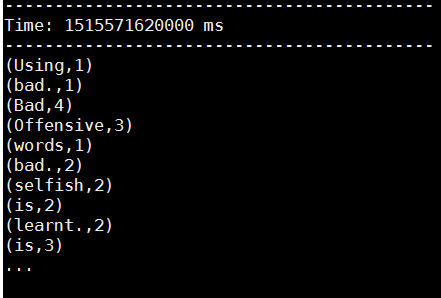 -------------------------------------------
Time: 1515571620000 ms
-------------------------------------------
(Using,1)
(bad.,1)
(Bad,4)
(Offensive,3)
(words,1)
(bad.,2)
(selfish,2)
(is,2)
(learnt.,2)
(is,3)
...